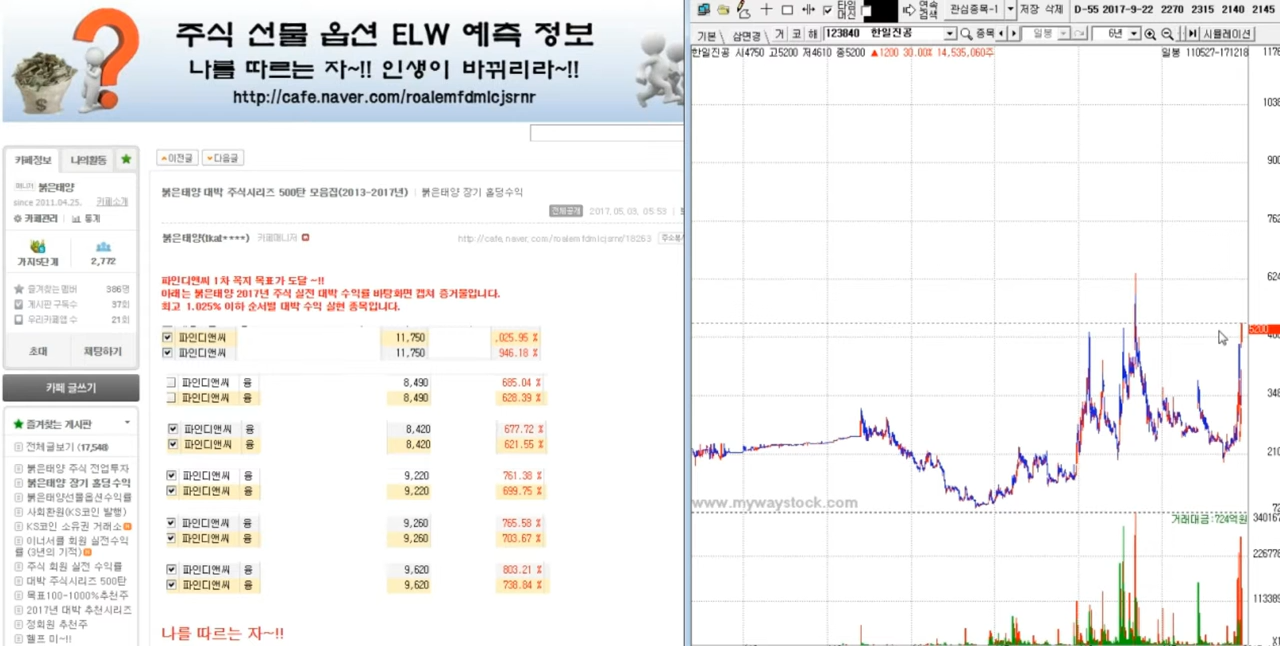 주식 선물 옵션 ELW 예측 정보
나를 따르는 자~!! 인생이 바뀌리라~!!
http://cafe.naver.com/roalemfdmlcjsrnr
카페정보
나의활동
붉은태양
since 2011.04.25.
카페소개
카페관리
통계
가지5단계
2,772
즐겨찾는 멤버
386명
게시판 구독수
37회
우리카페앱 수
21회
초대
채팅하기
카페 글쓰기
즐겨찾는 게시판
전체글보기 (17,548)
붉은태양 주식 전업투자
붉은태양 장기 홀딩수익
붉은태양선물옵션수익률
사회환원(KS코인 발행)
KS코인 소유권 거래소
이너서클 회원 실전수익
률 (3년의 기적)
주식 회원 실전 수익률
대박 주식시리즈 500탄
목표100-1000%추천주
2017년 대박 추천시리즈
정회원 추천주
헬프 미~!!
이전글
다음글
붉은태양 대박 주식시리즈 500탄 모음집(2013-2017년)
붉은태양 장기 홀딩수익
전체공개
2017.05.03. 05:53
붉은태양(tkat****)
카페매니저
http://cafe.naver.com/roalemfdmlcjsrnr/18253
파인디앤씨 1차 꼭지 목표가 도달 ~!!
아래는 붉은태양 2017년 주식 실전 대박 수익률 바탕화면 캡쳐 증거물입니다.
최고 1.025% 이하 순서별 대박 수익 실현 종목입니다.
파인디앤씨 11,750 ,025.95 %
파인디앤씨 11,750 946.18 %
파인디앤씨 융 8,490 685.04 %
파인디앤씨 융 8,490 628.39 %
파인디앤씨 융 8,420 677.72 %
파인디앤씨 융 8,420 621.55 %
파인디앤씨 융 9,220 761.38 %
파인디앤씨 융 9,220 699.75 %
파인디앤씨 융 9,260 765.58 %
파인디앤씨 융 9,260 703.67 %
파인디앤씨 융 9,620 803.21 %
파인디앤씨 융 9,620 738.84 %
나를 따르는 자~!!
관심종목-1
저장 삭제
D-55 2017-9-22 2270 2315 2140 2145
기본
삼면경
가
코
해
123840 한일진공
종목
일봉
6년
시뮬레이션
한일진공 시4750 고5200 저4610 종5200 ▲1200 30.00% 14,535,060주
일봉 110527-171218
1176
1038
900
762
624
5200
486
348
210
72
www.mywaystock.com
거래대금:724억원
340167
226778
113389
X1